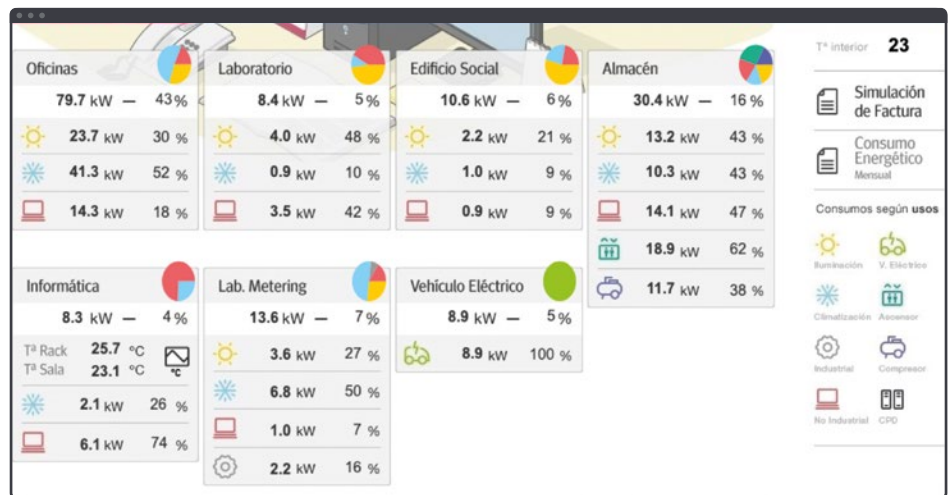 Oficinas
79.7 kW — 43 %
23.7 kW 30 %
41.3 kW 52 %
14.3 kW 18 %
Laboratorio
8.4 kW — 5 %
4.0 kW 48 %
0.9 kW 10 %
3.5 kW 42 %
Edificio Social
10.6 kW — 6 %
2.2 kW 21 %
1.0 kW 9 %
0.9 kW 9 %
Almacén
30.4 kW — 16 %
13.2 kW 43 %
10.3 kW 43 %
14.1 kW 47 %
18.9 kW 62 %
11.7 kW 38 %
Informática
8.3 kW — 4 %
Tª Rack 25.7 °C
Tª Sala 23.1 °C
°C
2.1 kW 26 %
6.1 kW 74 %
Lab. Metering
13.6 kW — 7 %
3.6 kW 27 %
6.8 kW 50 %
1.0 kW 7 %
2.2 kW 16 %
Vehículo Eléctrico
8.9 kW — 5 %
8.9 kW 100 %
Tª interior 23
Simulación
de Factura
Consumo
Energético
Mensual
Consumos según usos
Iluminación V. Eléctrico
Climatización Ascensor
Industrial Compresor
No Industrial CPD